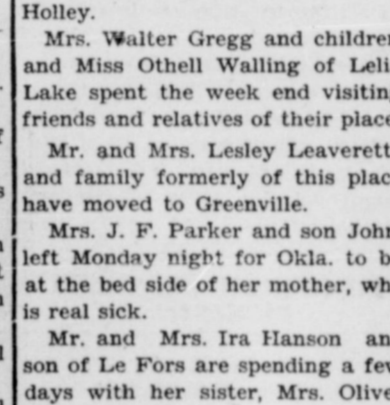 Holley.
Mrs. Walter Gregg and childre
and Miss Othell Walling of Leli
Lake spent the week end visitin
friends and relatives of their place
Mr. and Mrs. Lesley Leaverett
and family formerly of this plac
have moved to Greenville.
Mrs. J. F. Parker and son John
left Monday night for Okla. to b
at the bed side of her mother, wh
is real sick.
Mr. and Mrs. Ira Hanson an
son of Le Fors are spending a few
days with her sister, Mrs. Olive